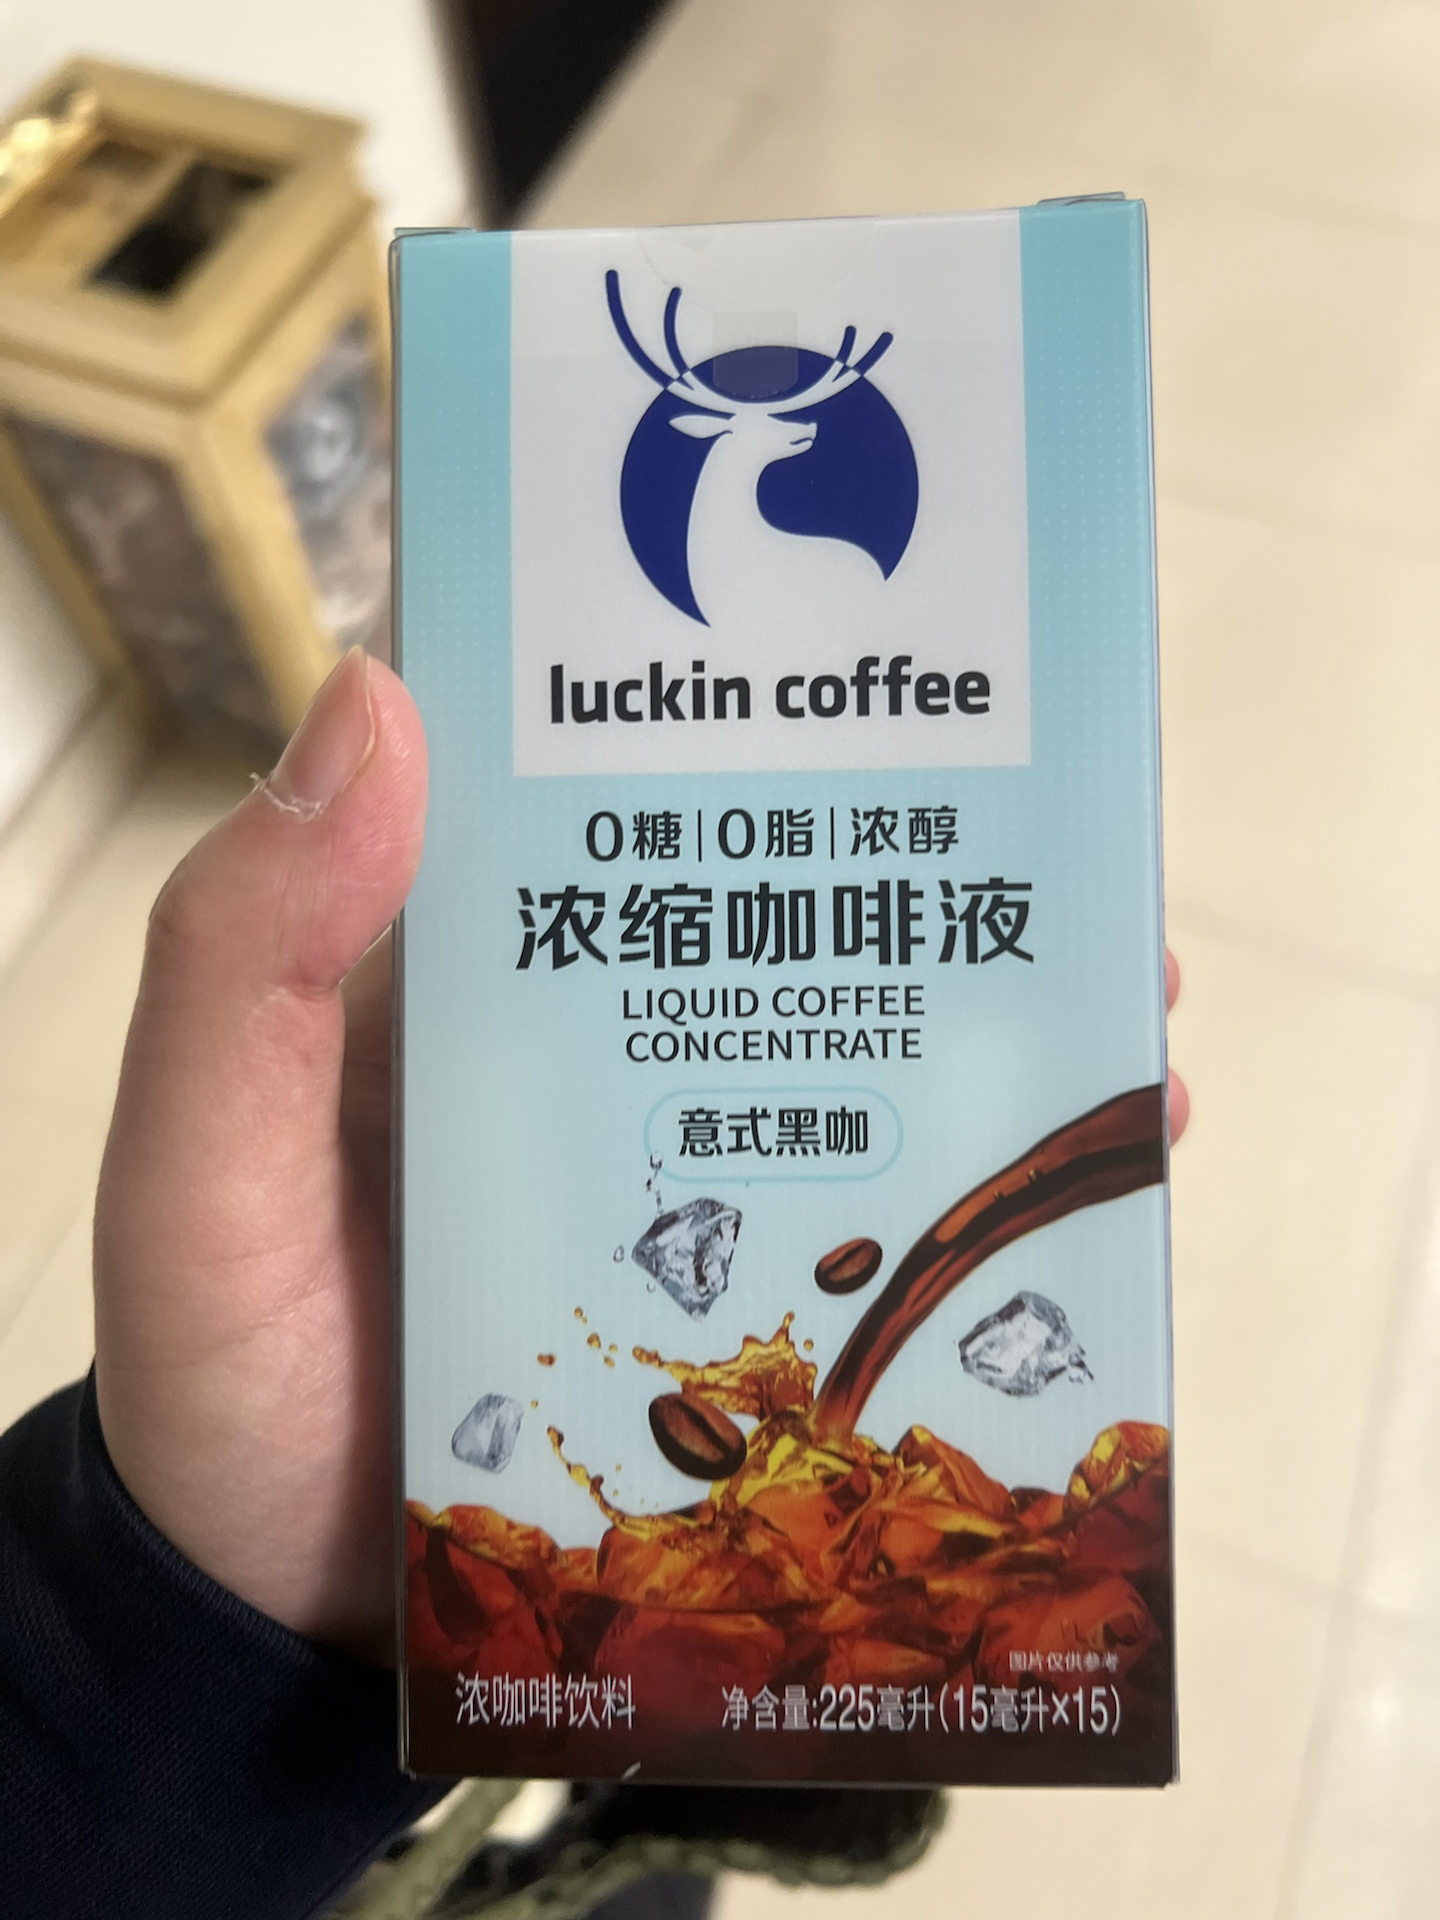 luckin coffee
0糖|0脂|浓醇
浓缩咖啡液
LIQUID COFFEE
CONCENTRATE
意式黑咖
图片仅供参考
浓咖啡饮料 净含量:225毫升(15毫升×15)